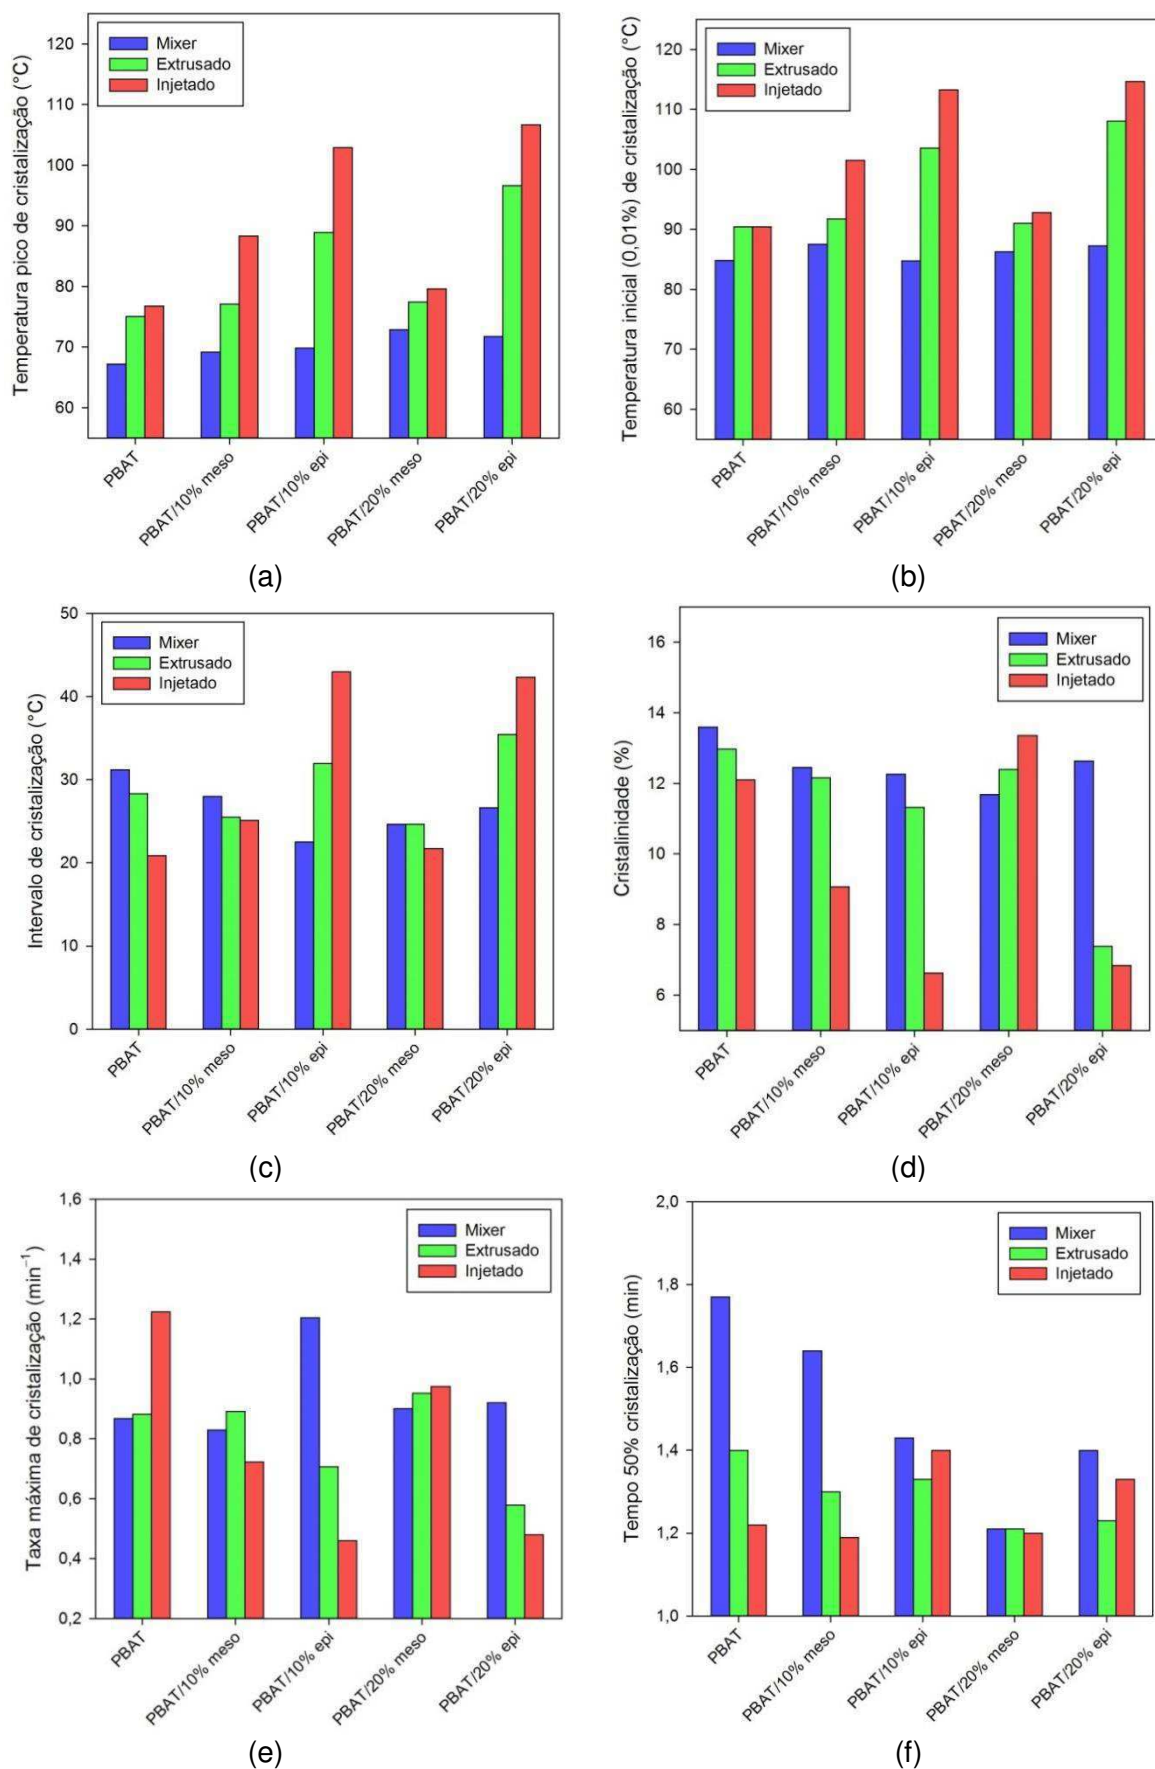 Temperatura pico de cristalização (°C)
120
110
100
90
80
70
60
Mixer
Extrusado
Injetado
PBAT
PBAT/10% meso
PBAT/10% epi
PBAT/20% meso
PBAT/20% epi
(a)
Temperatura inicial (0,01%) de cristalização (°C)
120
110
100
90
80
70
60
Mixer
Extrusado
Injetado
PBAT
PBAT/10% meso
PBAT/10% epi
PBAT/20% meso
PBAT/20% epi
(b)
Intervalo de cristalização (°C)
50
40
30
20
10
0
Mixer
Extrusado
Injetado
PBAT
PBAT/10% meso
PBAT/10% epi
PBAT/20% meso
PBAT/20% epi
(c)
Cristalinidade (%)
16
14
12
10
8
6
Mixer
Extrusado
Injetado
PBAT
PBAT/10% meso
PBAT/10% epi
PBAT/20% meso
PBAT/20% epi
(d)
Taxa máxima de cristalização (min⁻¹)
1,6
1,4
1,2
1,0
0,8
0,6
0,4
0,2
Mixer
Extrusado
Injetado
PBAT
PBAT/10% meso
PBAT/10% epi
PBAT/20% meso
PBAT/20% epi
(e)
Tempo 50% cristalização (min)
2,0
1,8
1,6
1,4
1,2
1,0
Mixer
Extrusado
Injetado
PBAT
PBAT/10% meso
PBAT/10% epi
PBAT/20% meso
PBAT/20% epi
(f)